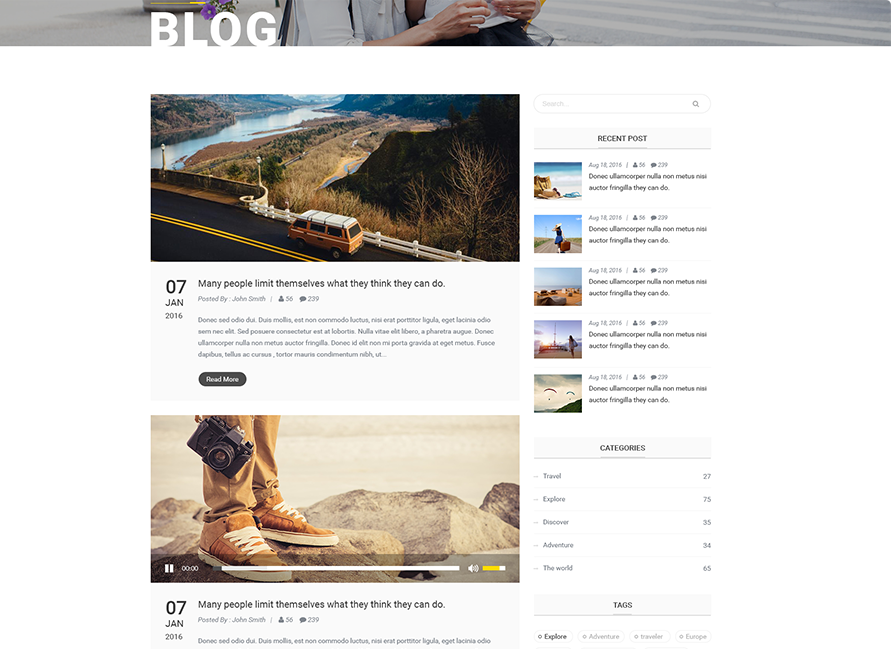 BLOG
07
JAN
2016
Many people limit themselves what they think they can do.
Posted By : John Smith | 56 239
Donec sed odio dui. Duis mollis, est non commodo luctus, nisi erat porttitor ligula, eget lacinia odio
sem nec elit. Sed posuere consectetur est at lobortis. Nulla vitae elit libero, a pharetra augue. Donec
ullamcorper nulla non metus auctor fringilla. Donec id elit non mi porta gravida at eget metus. Fusce
dapibus, tellus ac cursus , tortor mauris condimentum nibh, ut...
Read More
00:00
07
JAN
2016
Many people limit themselves what they think they can do.
Posted By : John Smith | 56 239
Donec sed odio dui. Duis mollis, est non commodo luctus, nisi erat porttitor ligula, eget lacinia odio
Search...
RECENT POST
Aug 18, 2016 | 56 239
Donec ullamcorper nulla non metus nisi
auctor fringilla they can do.
Aug 18, 2016 | 56 239
Donec ullamcorper nulla non metus nisi
auctor fringilla they can do.
Aug 18, 2016 | 56 239
Donec ullamcorper nulla non metus nisi
auctor fringilla they can do.
Aug 18, 2016 | 56 239
Donec ullamcorper nulla non metus nisi
auctor fringilla they can do.
Aug 18, 2016 | 56 239
Donec ullamcorper nulla non metus nisi
auctor fringilla they can do.
CATEGORIES
Travel 27
Explore 75
Discover 35
Adventure 34
The world 65
TAGS
Explore Adventure traveler Europe